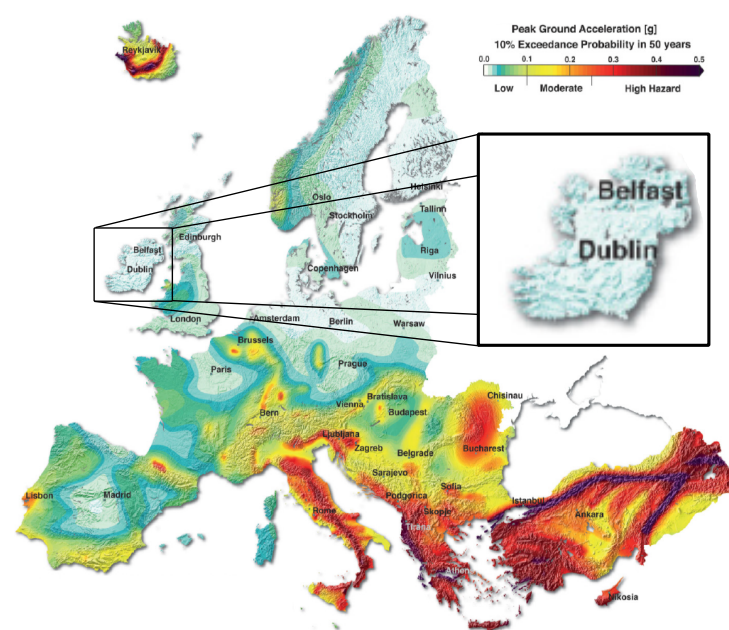 Peak Ground Acceleration [g]
10% Exceedance Probability in 50 years
0.0 0.1 0.2 0.3 0.4 0.5
Low Moderate High Hazard
Reykjavik
Belfast
Dublin
Helsinki
Oslo
Tallinn
Stockholm
Edinburgh
Belfast
Riga
Dublin
Copenhagen
Vilnius
London
Amsterdam
Berlin
Warsaw
Brussels
Paris
Prague
Chisinau
Vienna
Bratislava
Bern
Budapest
Ljubljana
Zagreb
Belgrade
Bucharest
Sarajevo
Sofia
Lisbon
Madrid
Podgorica
Istanbul
Rome
Skopje
Ankara
Tirana
Athens
Nikosia